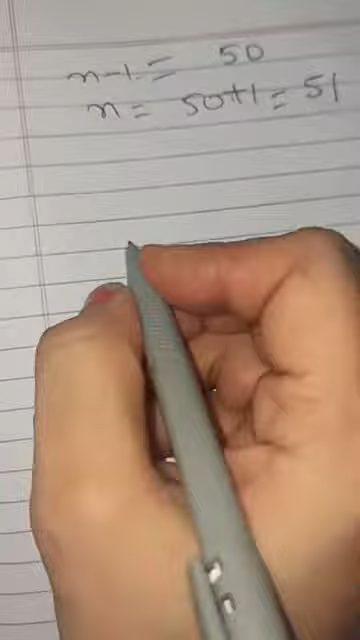 n-1 = 50
n = 50+1 = 51